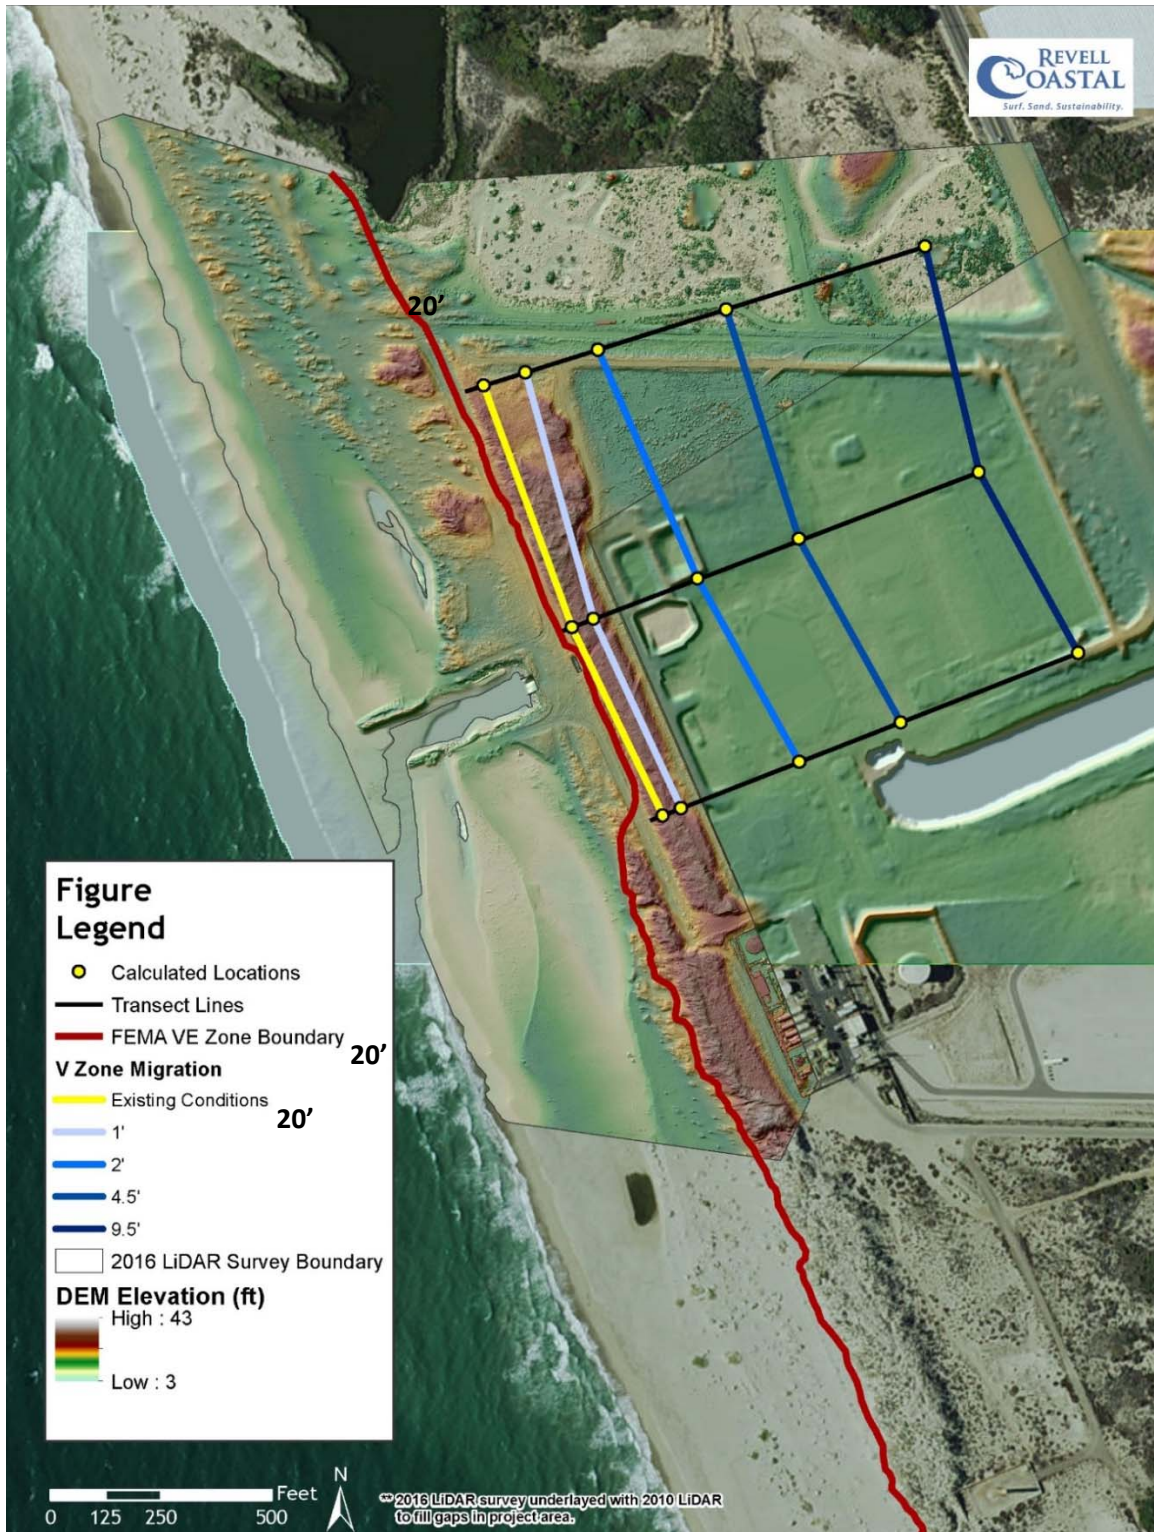 REVELL
COASTAL
Surf. Sand. Sustainability.
20’
Figure
Legend
Calculated Locations
Transect Lines
FEMA VE Zone Boundary
20’
V Zone Migration
Existing Conditions
20’
1'
2'
4.5'
9.5'
2016 LiDAR Survey Boundary
DEM Elevation (ft)
High : 43
Low : 3
Feet
0 125 250 500
N
** 2016 LiDAR survey underlayed with 2010 LiDAR
to fill gaps in project area.